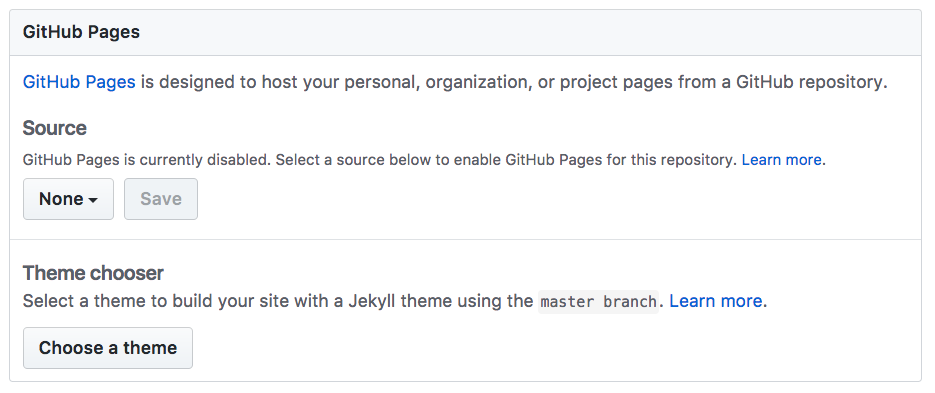 GitHub Pages
GitHub Pages is designed to host your personal, organization, or project pages from a GitHub repository.
Source
GitHub Pages is currently disabled. Select a source below to enable GitHub Pages for this repository. Learn more.
None Save
Theme chooser
Select a theme to build your site with a Jekyll theme using the master branch. Learn more.
Choose a theme